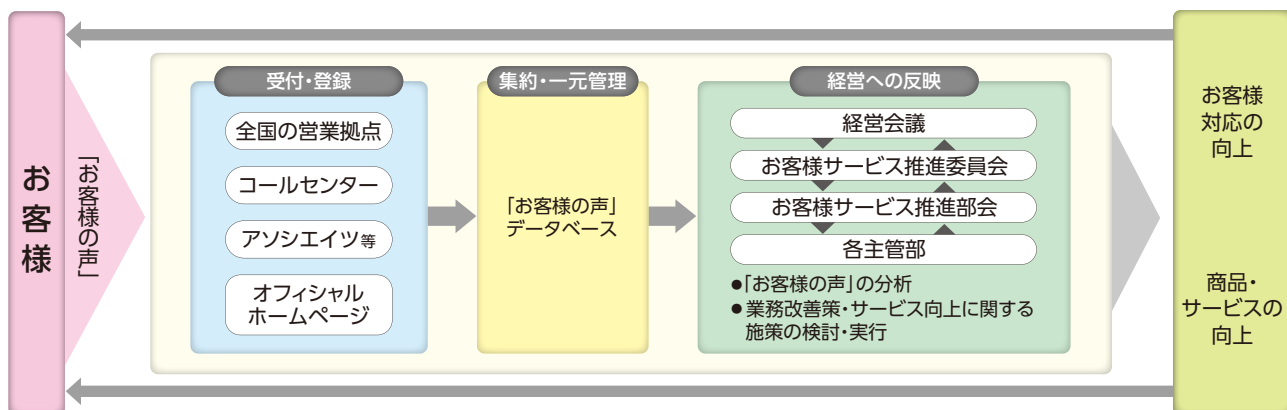 お客様
「お客様の声」
受付・登録
全国の営業拠点
コールセンター
アソシエイツ等
オフィシャル
ホームページ
集約・一元管理
「お客様の声」
データベース
経営への反映
経営会議
お客様サービス推進委員会
お客様サービス推進部会
各主管部
●「お客様の声」の分析
●業務改善策・サービス向上に関する
施策の検討・実行
お客様
対応の
向上
商品・
サービスの
向上